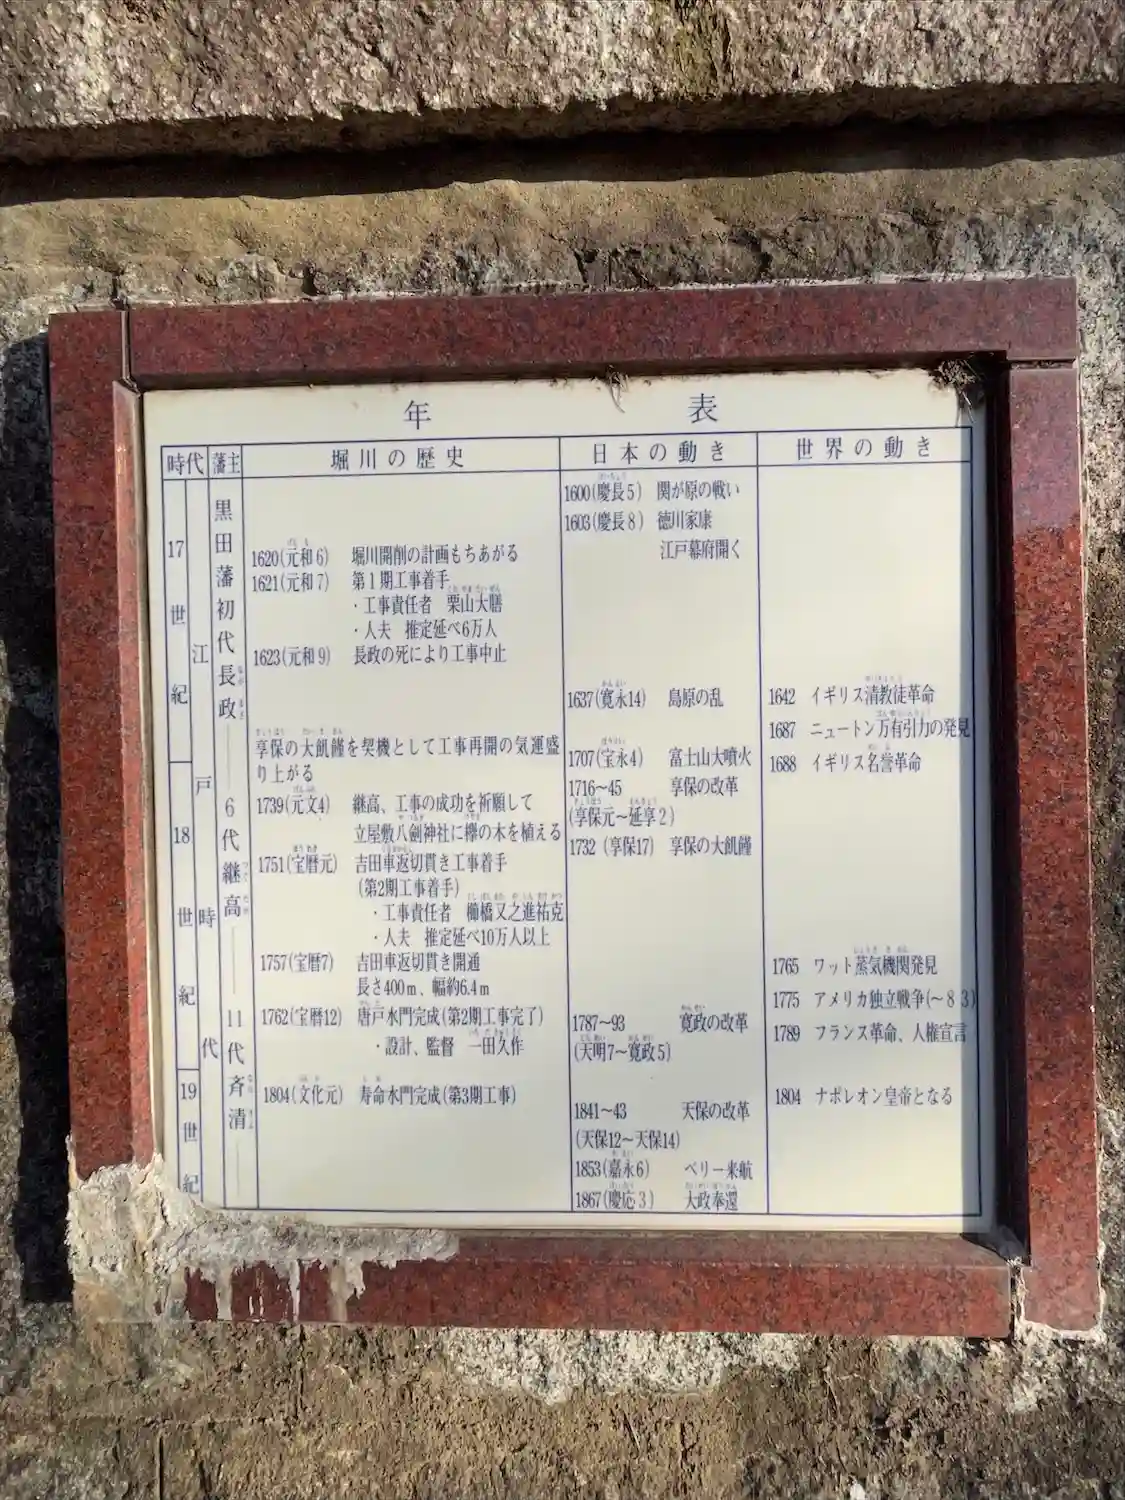 年表
時代 藩主 堀川の歴史 日本の動き 世界の動き
17世紀
18世紀
19世紀
江戸時代
黒田藩初代長政
6代継高
11代斉清
1620(元和6) 堀川開削の計画もちあがる
1621(元和7) 第1期工事着手
・工事責任者 栗山大膳
・人夫 推定延べ6万人
1623(元和9) 長政の死により工事中止
享保の大飢饉を契機として工事再開の気運盛
り上がる
1739(元文4) 継高、工事の成功を祈願して
立屋敷八劍神社に欅の木を植える
1751(宝暦元) 吉田車返切貫き工事着手
(第2期工事着手)
・工事責任者 櫛橋又之進祐克
・人夫 推定延べ10万人以上
1757(宝暦7) 吉田車返切貫き開通
長さ400m、幅約6.4m
1762(宝暦12) 唐戸水門完成(第2期工事完了)
・設計、監督 一田久作
1804(文化元) 寿命水門完成(第3期工事)
1600(慶長5) 関が原の戦い
1603(慶長8) 徳川家康
江戸幕府開く
1637(寛永14) 島原の乱
1707(宝永4) 富士山大噴火
1716～45 享保の改革
(享保元～延享2)
1732(享保17) 享保の大飢饉
1787～93 寛政の改革
(天明7～寛政5)
1841～43 天保の改革
(天保12～天保14)
1853(嘉永6) ペリー来航
1867(慶応3) 大政奉還
1642 イギリス清教徒革命
1687 ニュートン万有引力の発見
1688 イギリス名誉革命
1765 ワット蒸気機関発見
1775 アメリカ独立戦争(～83)
1789 フランス革命、人権宣言
1804 ナポレオン皇帝となる